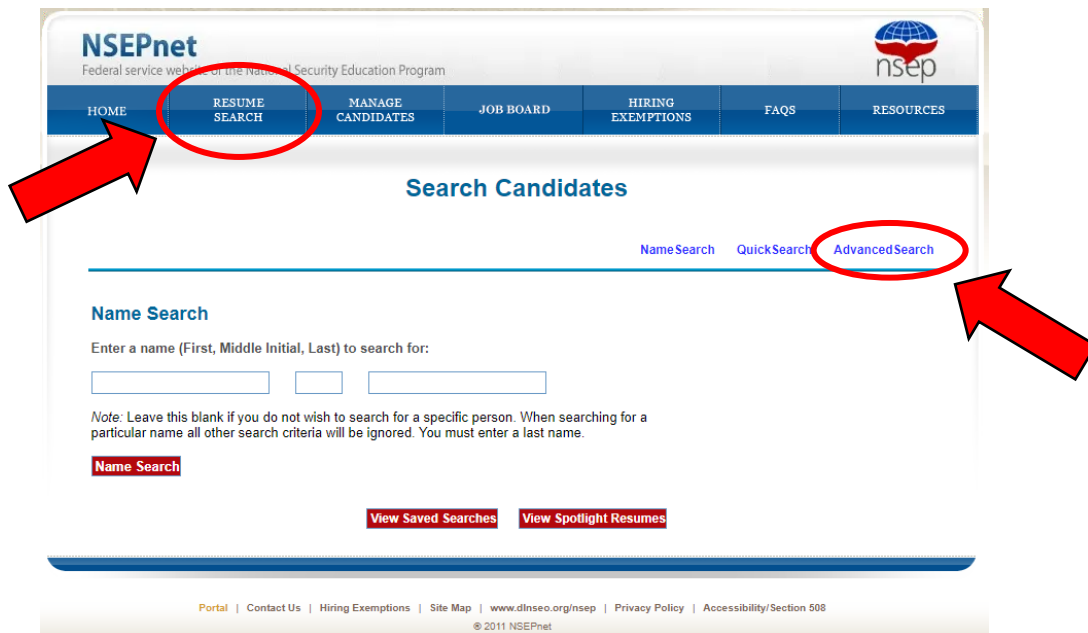 NSEPnet
Federal service website of the National Security Education Program
nsep
HOME
RESUME
SEARCH
MANAGE
CANDIDATES
JOB BOARD
HIRING
EXEMPTIONS
FAQS
RESOURCES
Search Candidates
NameSearch QuickSearch AdvancedSearch
Name Search
Enter a name (First, Middle Initial, Last) to search for:
Note: Leave this blank if you do not wish to search for a specific person. When searching for a
particular name all other search criteria will be ignored. You must enter a last name.
Name Search
View Saved Searches View Spotlight Resumes
Portal | Contact Us | Hiring Exemptions | Site Map | www.dlnseo.org/nsep | Privacy Policy | Accessibility/Section 508
® 2011 NSEPnet